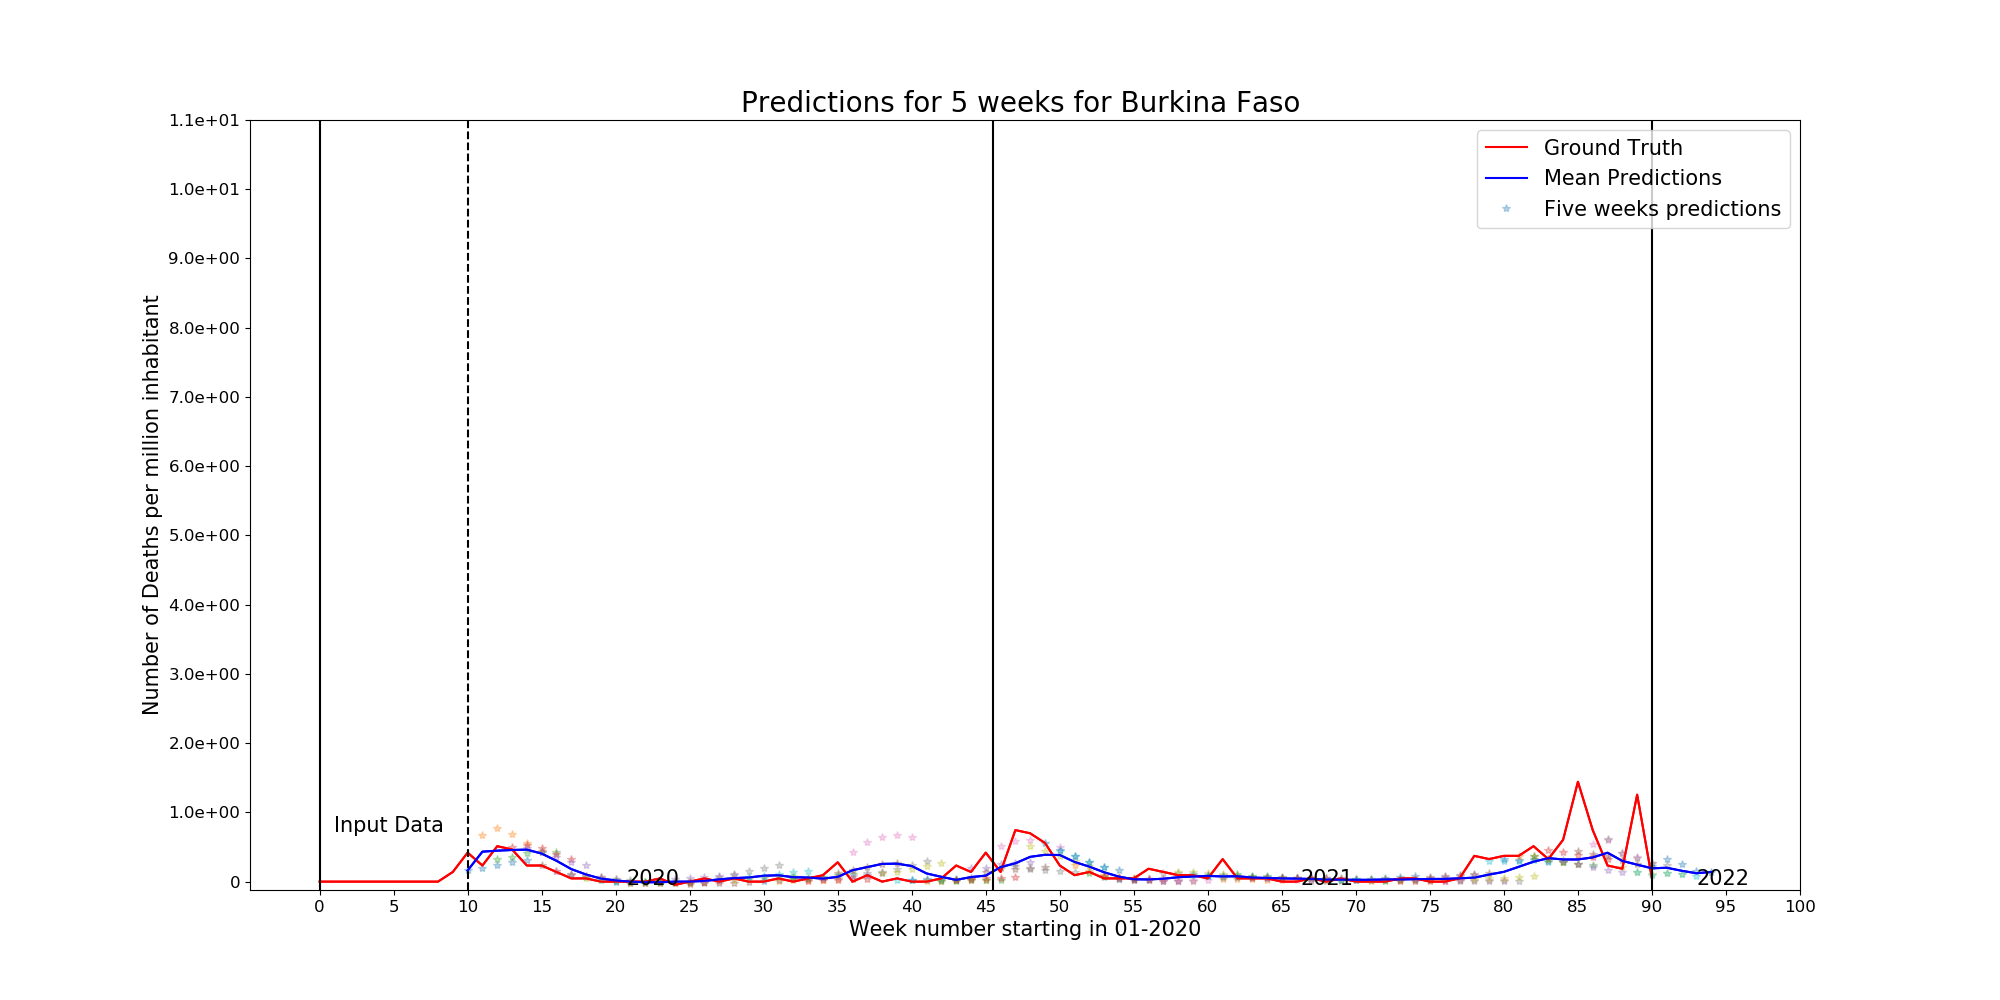 Predictions for 5 weeks for Burkina Faso
1.1e+01
1.0e+01
9.0e+00
8.0e+00
7.0e+00
6.0e+00
5.0e+00
4.0e+00
3.0e+00
2.0e+00
1.0e+00
0
Number of Deaths per million inhabitant
Ground Truth
Mean Predictions
Five weeks predictions
Input Data
2020
2021
2022
0 5 10 15 20 25 30 35 40 45 50 55 60 65 70 75 80 85 90 95 100
Week number starting in 01-2020